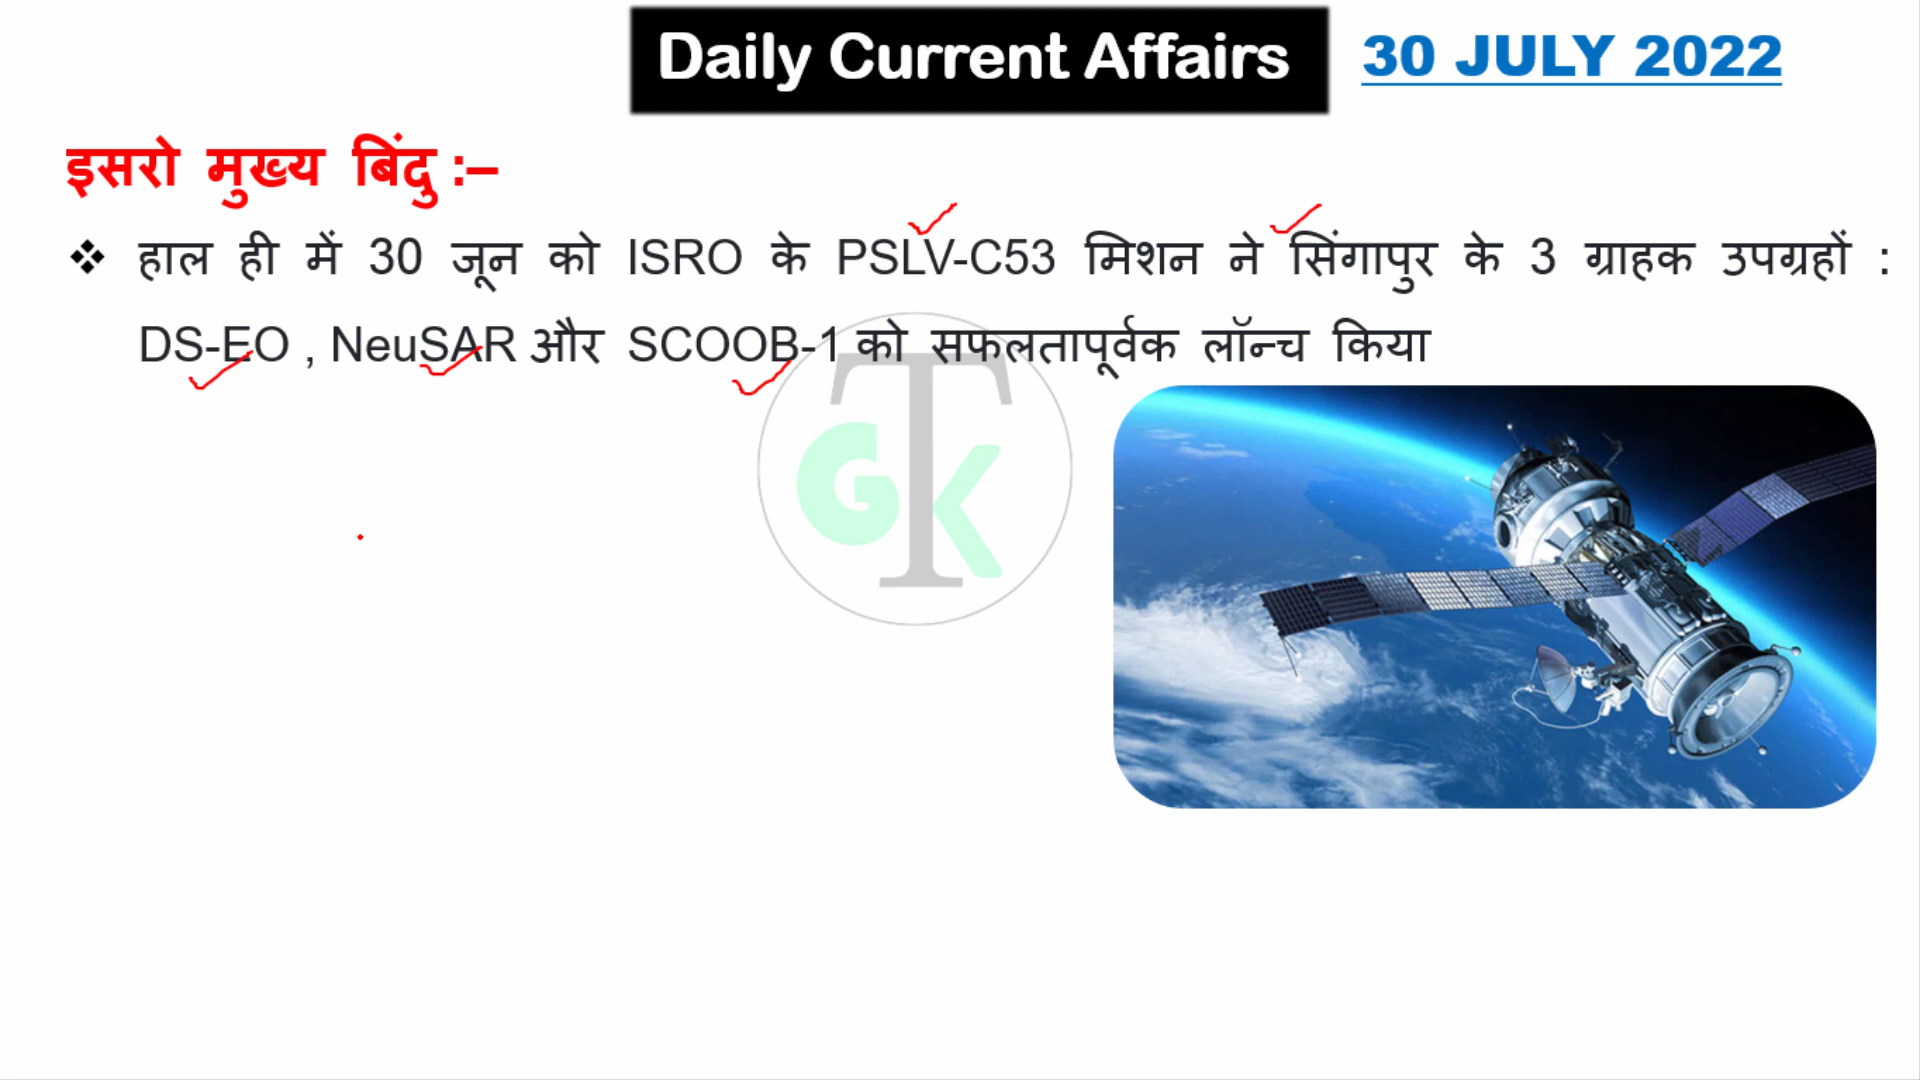 Daily Current Affairs
30 JULY 2022
इसरो मुख्य बिंदु :–
❖ हाल ही में 30 जून को ISRO के PSLV-C53 मिशन ने सिंगापुर के 3 ग्राहक उपग्रहों :
DS-EO , NeuSAR और SCOOB-1 को सफलतापूर्वक लॉन्च किया
GTK